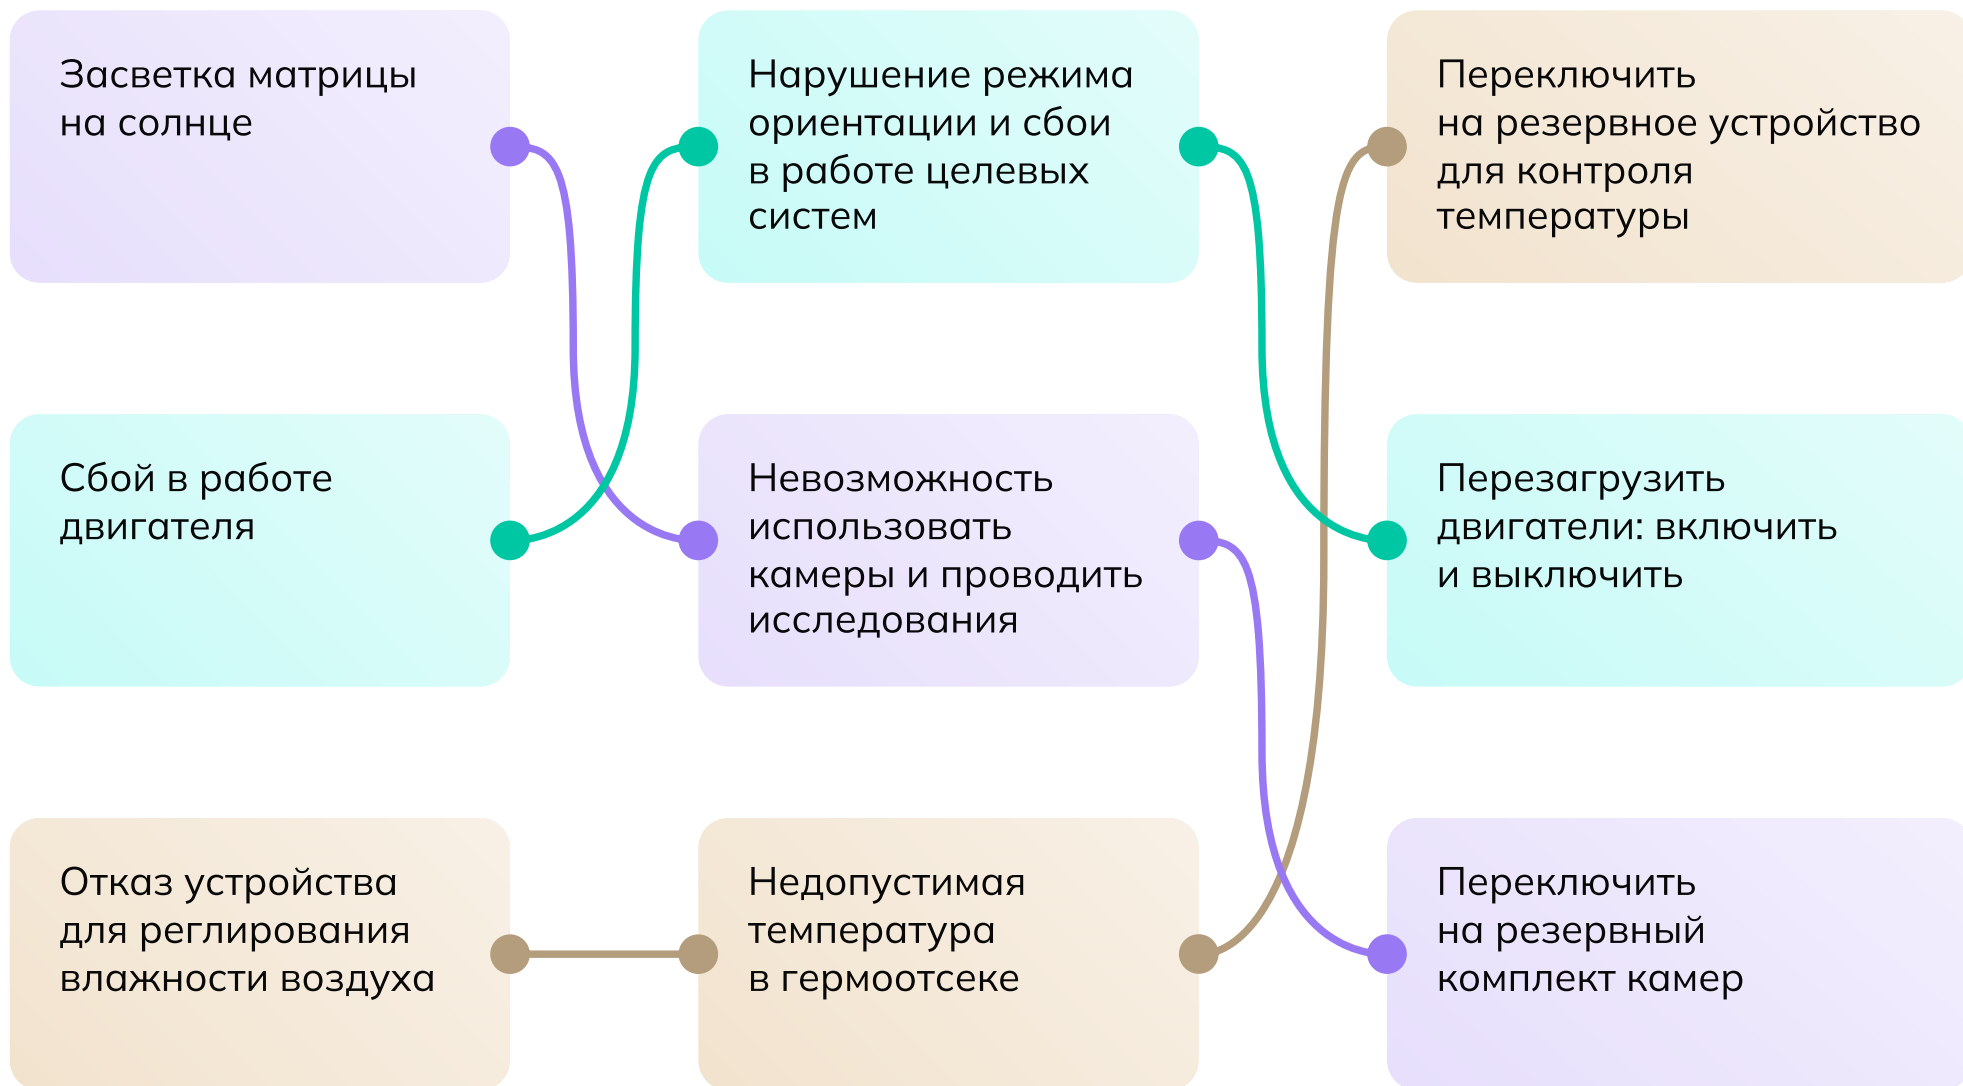 Засветка матрицы
на солнце
Нарушение режима
ориентации и сбои
в работе целевых
систем
Переключить
на резервное устройство
для контроля
температуры
Сбой в работе
двигателя
Невозможность
использовать
камеры и проводить
исследования
Перезагрузить
двигатели: включить
и выключить
Отказ устройства
для реглирования
влажности воздуха
Недопустимая
температура
в гермоотсеке
Переключить
на резервный
комплект камер